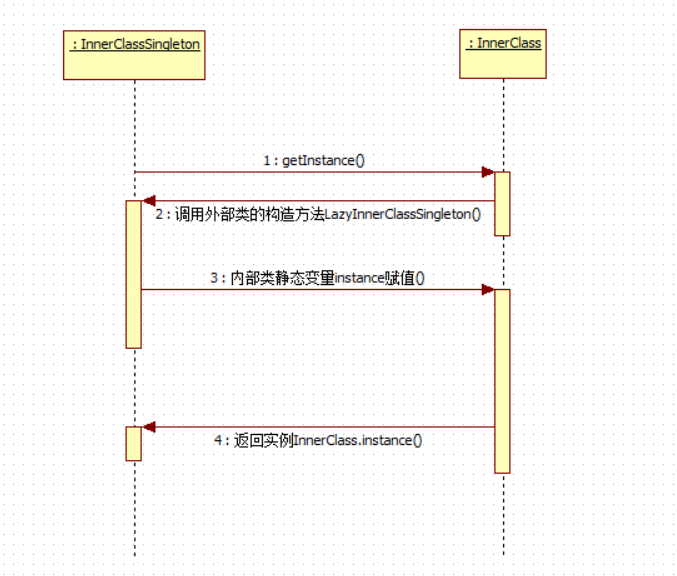 : InnerClassSingleton
: InnerClass
1 : getInstance()
2 : 调用外部类的构造方法LazyInnerClassSingleton()
3 : 内部类静态变量instance赋值()
4 : 返回实例InnerClass.instance()